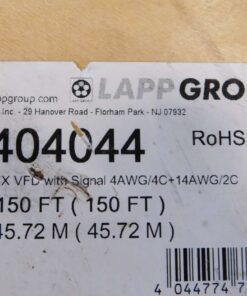 LAPP GRO
pgroup.com
Inc. - 29 Hanover Road - Florham Park - NJ 07932
404044
RoHS
X VFD with Signal 4AWG/4C+14AWG/2C
150 FT ( 150 FT )
45.72 M ( 45.72 M )
4 044774 7